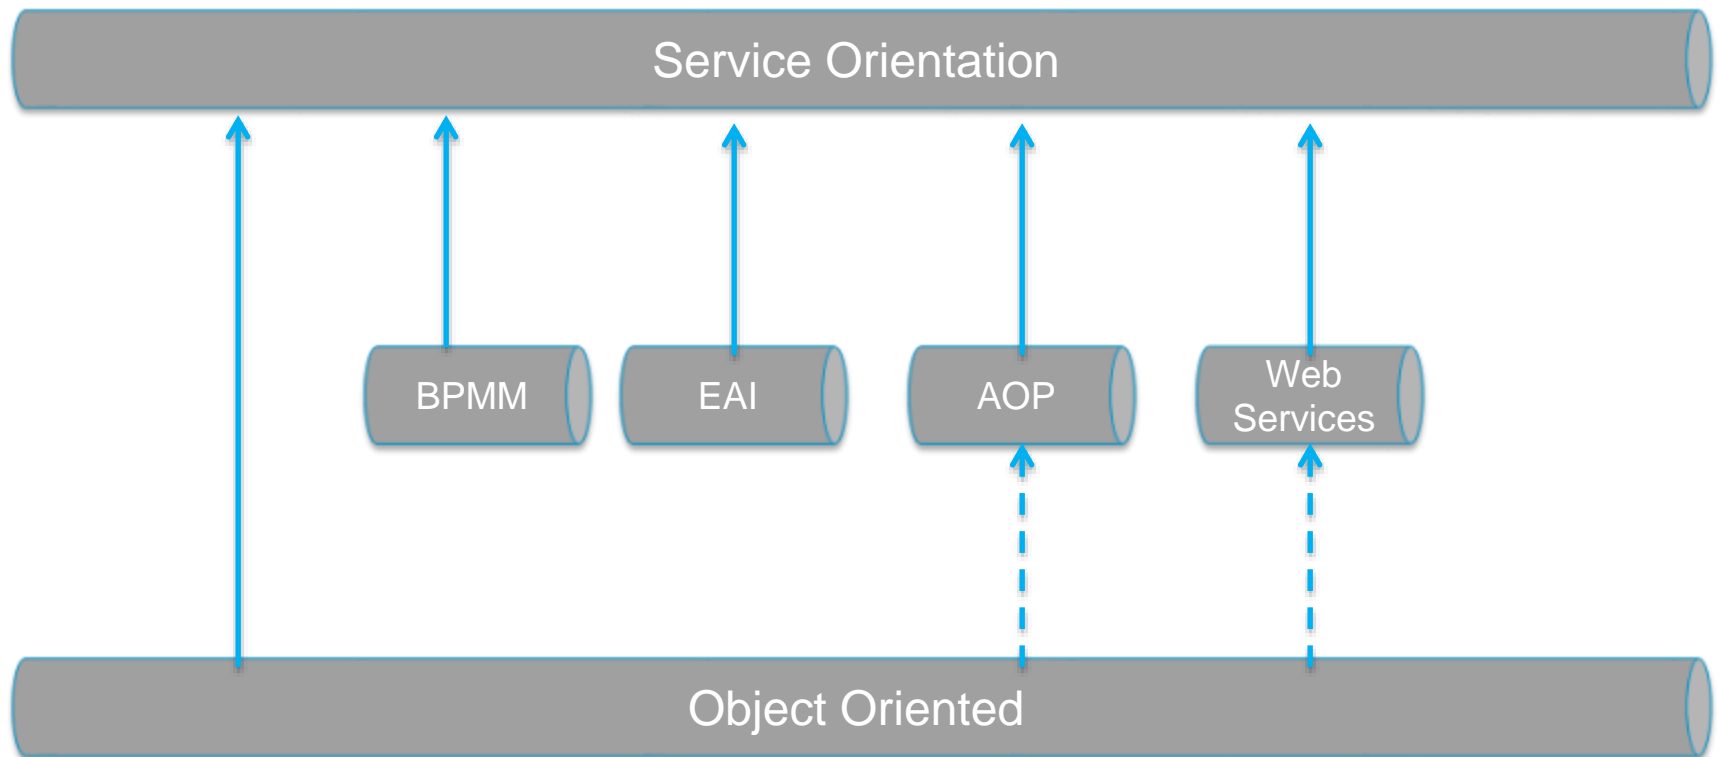 Service Orientation
BPMM
EAI
AOP
Web
Services
Object Oriented